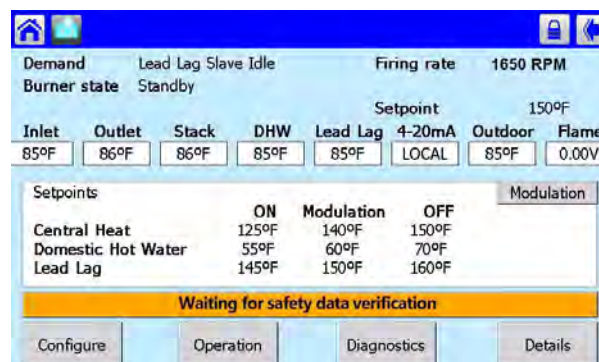 Demand Lead Lag Slave Idle Firing rate 1650 RPM
Burner state Standby
Setpoint 150ºF
Inlet Outlet Stack DHW Lead Lag 4-20mA Outdoor Flame
85ºF 86ºF 86ºF 85ºF 85ºF LOCAL 85ºF 0.00V
Setpoints Modulation
ON Modulation OFF
Central Heat 125ºF 140ºF 150ºF
Domestic Hot Water 55ºF 60ºF 70ºF
Lead Lag 145ºF 150ºF 160ºF
Waiting for safety data verification
Configure Operation Diagnostics Details